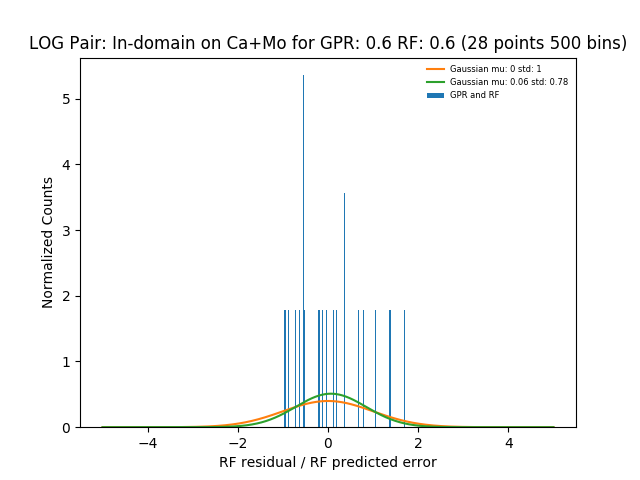 LOG Pair: In-domain on Ca+Mo for GPR: 0.6 RF: 0.6 (28 points 500 bins)
Gaussian mu: 0 std: 1
Gaussian mu: 0.06 std: 0.78
GPR and RF
Normalized Counts
5
4
3
2
1
0
−4 −2 0 2 4
RF residual / RF predicted error